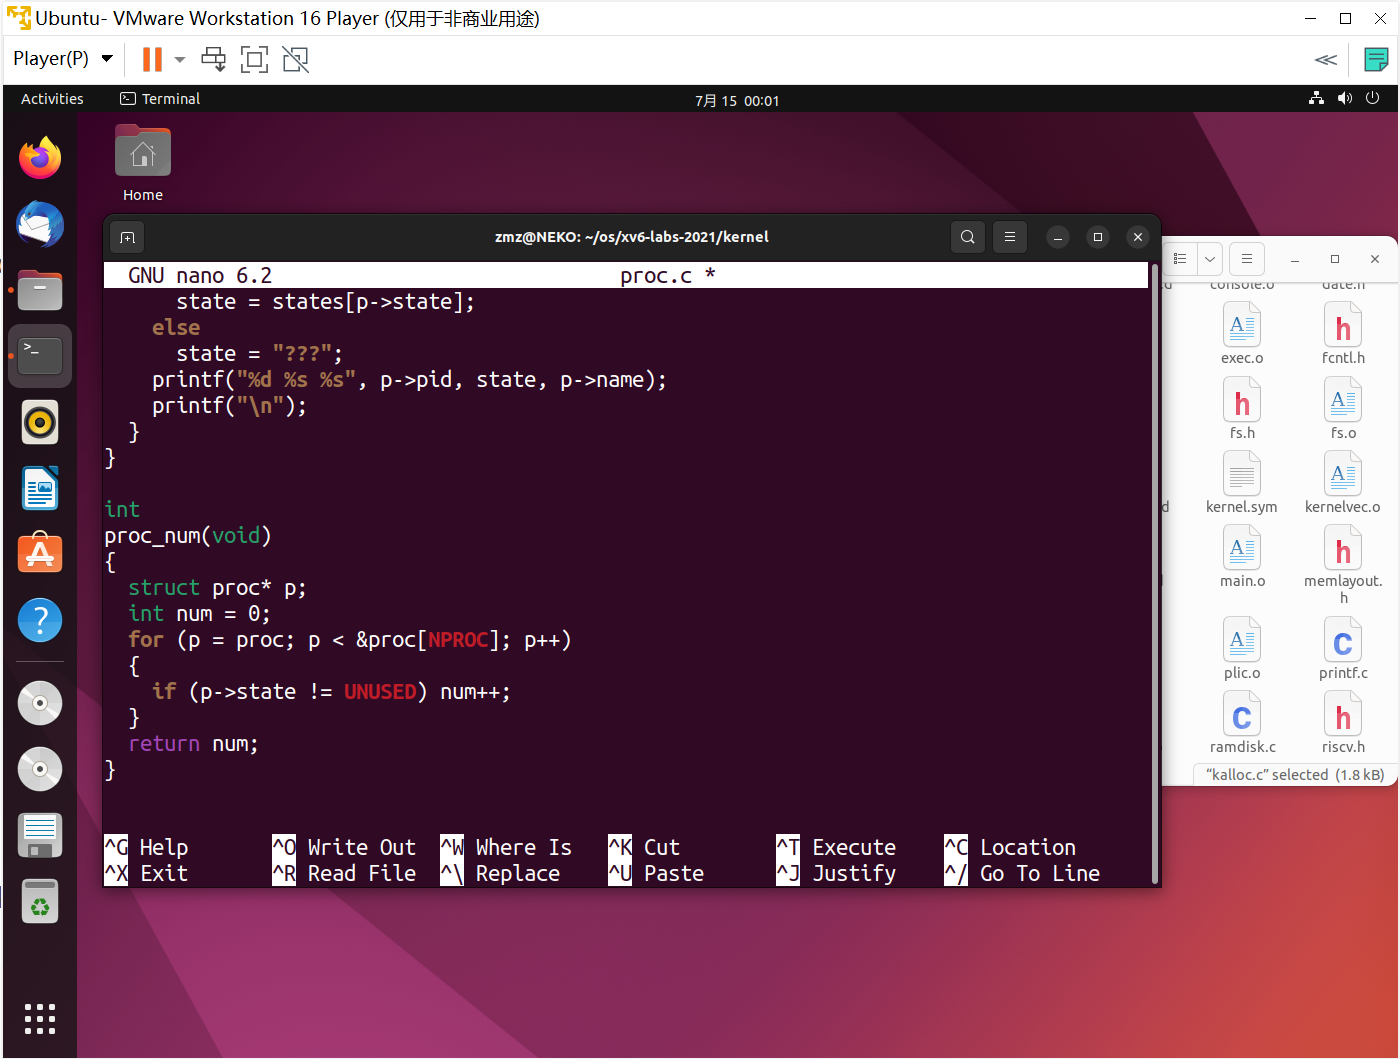 Ubuntu- VMware Workstation 16 Player (仅用于非商业用途)
Player(P)
Activities
Terminal
7月 15 00:01
Home
zmz@NEKO: ~/os/xv6-labs-2021/kernel
GNU nano 6.2 proc.c *
state = states[p->state];
else
state = "???";
printf("%d %s %s", p->pid, state, p->name);
printf("\n");
}
}
int
proc_num(void)
{
struct proc* p;
int num = 0;
for (p = proc; p < &proc[NPROC]; p++)
{
if (p->state != UNUSED) num++;
}
return num;
}
^G Help ^O Write Out ^W Where Is ^K Cut ^T Execute ^C Location
^X Exit ^R Read File ^\ Replace ^U Paste ^J Justify ^/ Go To Line
console.o date.h
exec.o fcntl.h
fs.h fs.o
kernel.sym kernelvec.o
main.o memlayout.
h
plic.o printf.c
ramdisk.c riscv.h
“kalloc.c” selected (1.8 kB)